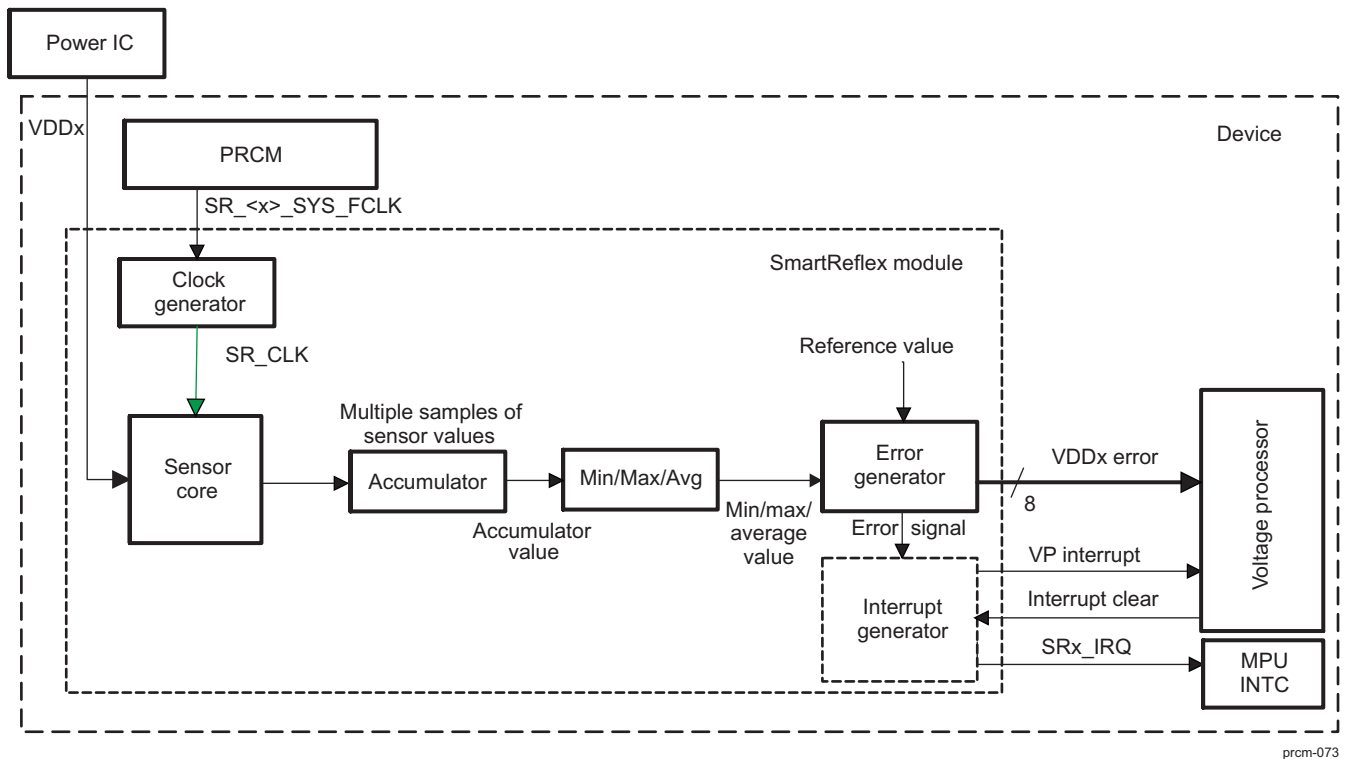 Power IC
VDDx
Device
PRCM
SR_<x>_SYS_FCLK
SmartReflex module
Clock
generator
Reference value
SR_CLK
Multiple samples of
sensor values
Sensor
core
Accumulator
Min/Max/Avg
Error
generator
VDDx error
8
Voltage processor
Accumulator
value
Min/max/
average
value
Error signal
VP interrupt
Interrupt
generator
Interrupt clear
SRx_IRQ
MPU
INTC
prcm-073